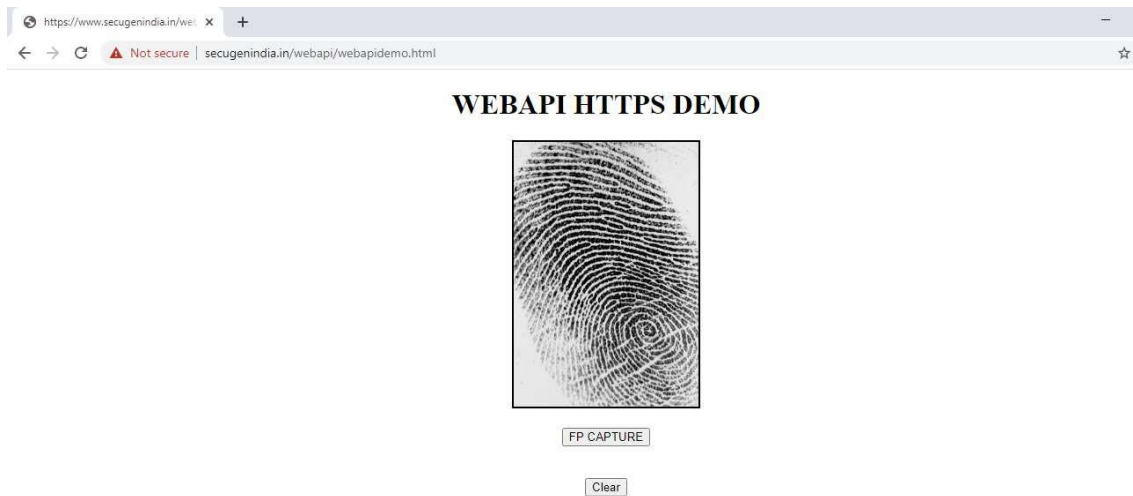 https://www.secugenindia.in/we
Not secure | secugenindia.in/webapi/webapidemo.html
WEBAPI HTTPS DEMO
FP CAPTURE
Clear